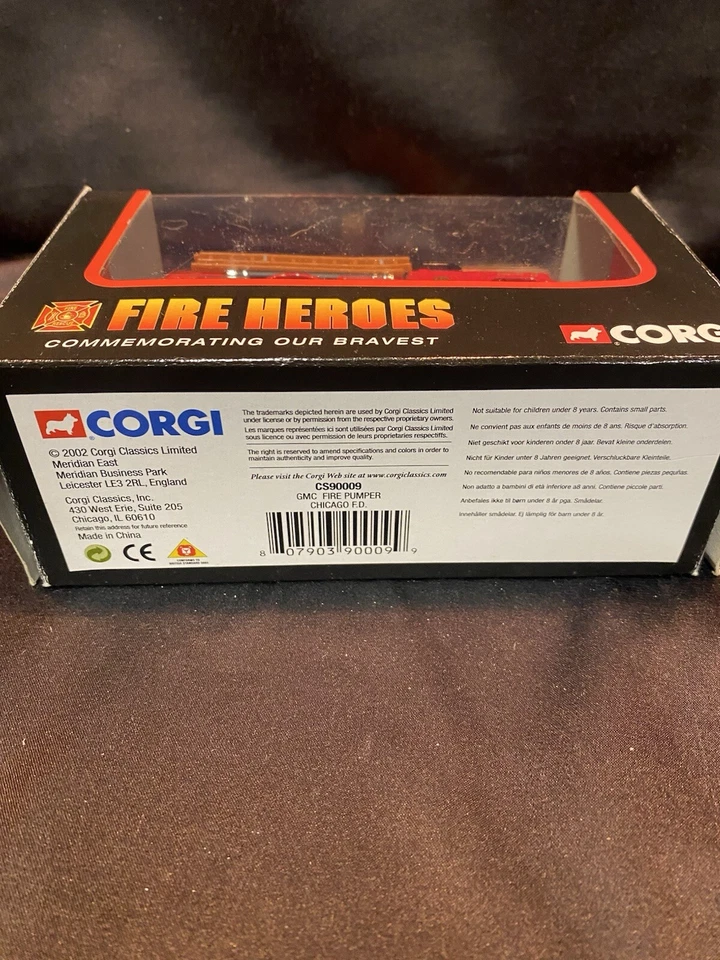 FIRE HEROES
COMMEMORATING OUR BRAVEST
CORG
CORGI
© 2002 Corgi Classics Limited
Meridian East
Meridian Business Park
Leicester LE3 2RL, England
Corgi Classics, Inc.
430 West Erie, Suite 205
Chicago, IL 60610
Retain this address for future reference
Made in China
CE
CONFORMS TO
The trademarks depicted herein are used by Corgi Classics Limited
under license or by permission from the respective proprietary owners.
Les marques représentées ici sont utilisées par Corgi Classics Limited
sous licence ou avec permission de leurs propriétaires respectifs.
The right is reserved to amend specifications and colors in order to
maintain authenticity and improve quality.
Please visit the Corgi Web site at www.corgiclassics.com
CS90009
GMC FIRE PUMPER
CHICAGO F.D.
8 07903 90009 9
Not suitable for children under 8 years. Contains small parts.
Ne convient pas aux enfants de moins de 8 ans. Risque d'absorption.
Niet geschikt voor kinderen onder 8 jaar. Bevat kleine onderdelen.
Nicht für Kinder unter 8 Jahren geeignet. Verschluckbare Kleinteile.
No recomendable para niños menores de 8 años. Contiene piezas pequeñas.
Non adatto a bambini di età inferiore ad anni. Contiene piccole parti.
Anbefales ikke til børn under 8 år pga. Smådelar.
Innehåller smådelar. Ej lämplig för barn under 8 år.